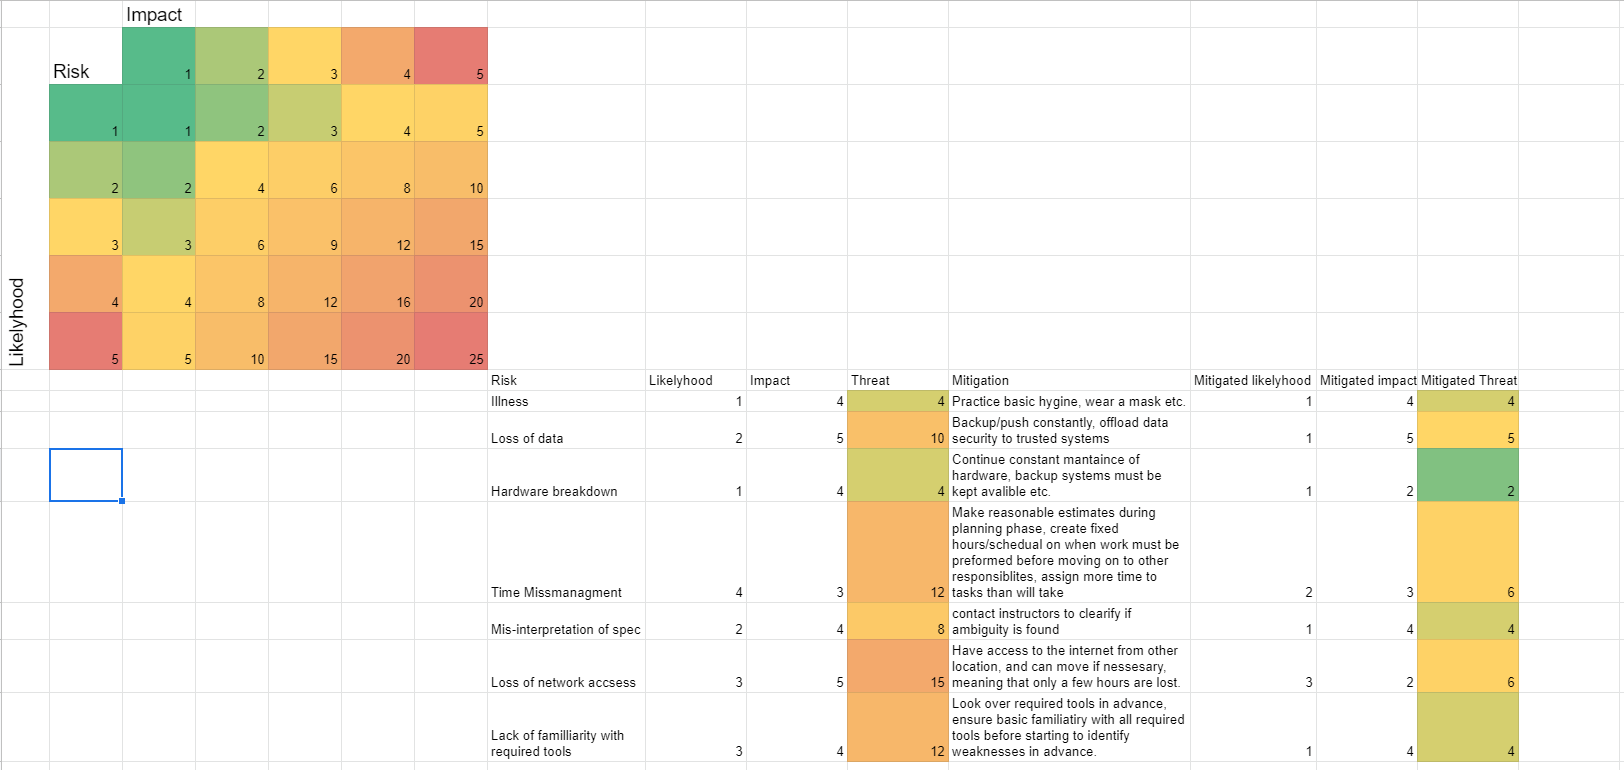 Impact
Risk 1 2 3 4 5
1 1 2 3 4 5
2 2 4 6 8 10
3 3 6 9 12 15
4 4 8 12 16 20
Likelyhood
5 5 10 15 20 25
Risk Likelyhood Impact Threat Mitigation Mitigated likelyhood Mitigated impact Mitigated Threat
Illness 1 4 4 Practice basic hygine, wear a mask etc. 1 4 4
Backup/push constantly, offload data
Loss of data 2 5 10 security to trusted systems 1 5 5
Continue constant mantaince of
hardware, backup systems must be
Hardware breakdown 1 4 4 kept avalible etc. 1 2 2
Make reasonable estimates during
planning phase, create fixed
hours/schedual on when work must be
preformed before moving on to other
responsiblites, assign more time to
Time Missmanagment 4 3 12 tasks than will take 2 3 6
contact instructors to clearify if
Mis-interpretation of spec 2 4 8 ambiguity is found 1 4 4
Have access to the internet from other
location, and can move if nessesary,
Loss of network accsess 3 5 15 meaning that only a few hours are lost. 3 2 6
Look over required tools in advance,
ensure basic familiatiry with all required
Lack of familliarity with tools before starting to identify
required tools 3 4 12 weaknesses in advance. 1 4 4